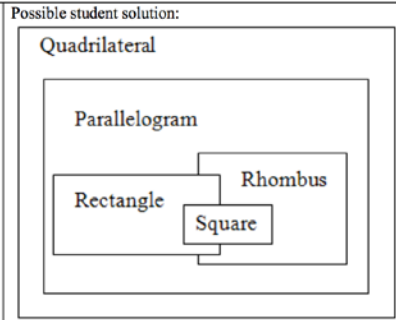 Possible student solution:
Quadrilateral
Parallelogram
Rhombus
Rectangle
Square